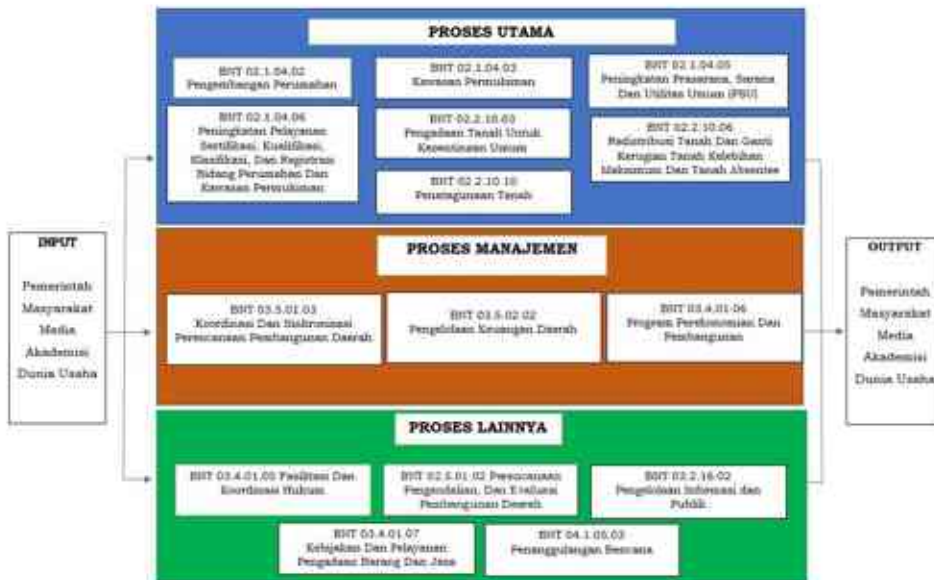 PROSES UTAMA
BNT 02.1.04.02
Pengembangan Perumahan
BNT 02.1.04.03
Kawasan Permukiman
BNT 02.1.04.05
Peningkatan Prasarana, Sarana
Dan Utilitas Umum (PSU)
BNT 02.1.04.06
Peningkatan Pelayanan
Sertifikasi, Kualifikasi,
Klasifikasi, Dan Registrasi
Bidang Perumahan Dan
Kawasan Permukiman
BNT 02.2.10.03
Pengadaan Tanah Untuk
Kepentingan Umum
BNT 02.2.10.06
Redistribusi Tanah Dan Ganti
Kerugian Tanah Kelebihan
Maksimum Dan Tanah Absentee
BNT 02.2.10.10
Penatagunaan Tanah
INPUT
Pemerintah
Masyarakat
Media
Akademisi
Dunia Usaha
PROSES MANAJEMEN
BNT 03.5.01.03
Koordinasi Dan Sinkronisasi
Perencanaan Pembangunan Daerah
BNT 03.5.02.02
Pengelolaan Keuangan Daerah
BNT 03.4.01.06
Program Perekonomian Dan
Pembangunan
OUTPUT
Pemerintah
Masyarakat
Media
Akademisi
Dunia Usaha
PROSES LAINNYA
BNT 03.4.01.05 Fasilitasi Dan
Koordinasi Hukum
BNT 02.5.01.02 Perencanaan
Pengendalian, Dan Evaluasi
Pembangunan Daerah
BNT 03.2.16.02
Pengelolaan Informasi dan
Publik
BNT 03.4.01.07
Kebijakan Dan Pelayanan
Pengadaan Barang Dan Jasa
BNT 04.1.05.03
Penanggulangan Bencana